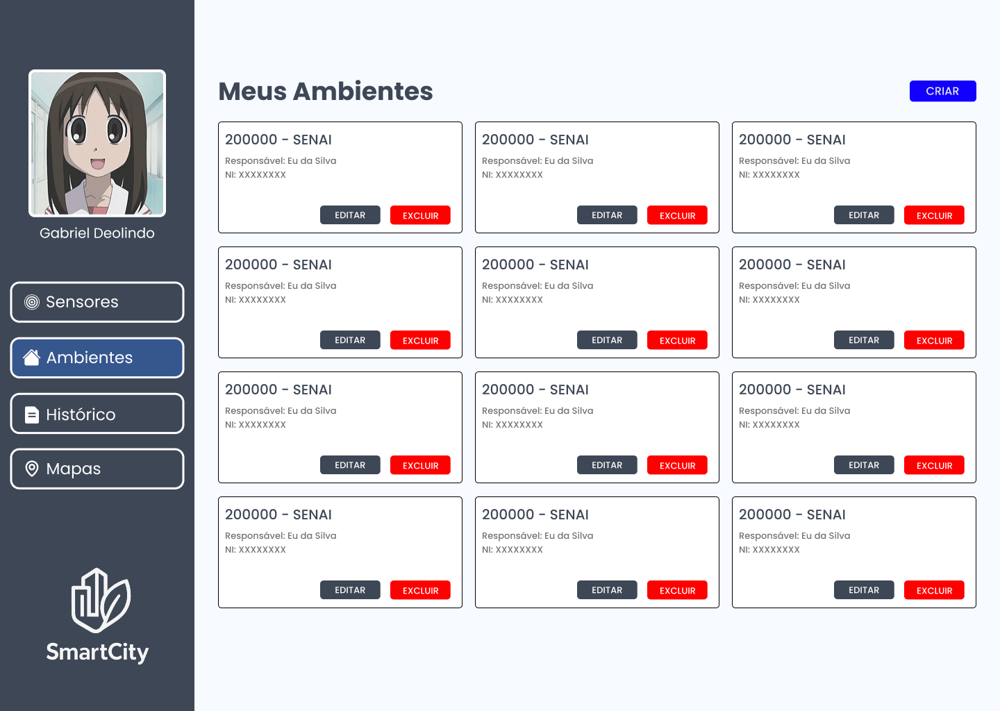 Gabriel Deolindo
Sensores
Ambientes
Histórico
Mapas
SmartCity
Meus Ambientes
CRIAR
200000 - SENAI
Responsável: Eu da Silva
NI: XXXXXXXX
EDITAR EXCLUIR
200000 - SENAI
Responsável: Eu da Silva
NI: XXXXXXXX
EDITAR EXCLUIR
200000 - SENAI
Responsável: Eu da Silva
NI: XXXXXXXX
EDITAR EXCLUIR
200000 - SENAI
Responsável: Eu da Silva
NI: XXXXXXXX
EDITAR EXCLUIR
200000 - SENAI
Responsável: Eu da Silva
NI: XXXXXXXX
EDITAR EXCLUIR
200000 - SENAI
Responsável: Eu da Silva
NI: XXXXXXXX
EDITAR EXCLUIR
200000 - SENAI
Responsável: Eu da Silva
NI: XXXXXXXX
EDITAR EXCLUIR
200000 - SENAI
Responsável: Eu da Silva
NI: XXXXXXXX
EDITAR EXCLUIR
200000 - SENAI
Responsável: Eu da Silva
NI: XXXXXXXX
EDITAR EXCLUIR
200000 - SENAI
Responsável: Eu da Silva
NI: XXXXXXXX
EDITAR EXCLUIR
200000 - SENAI
Responsável: Eu da Silva
NI: XXXXXXXX
EDITAR EXCLUIR
200000 - SENAI
Responsável: Eu da Silva
NI: XXXXXXXX
EDITAR EXCLUIR